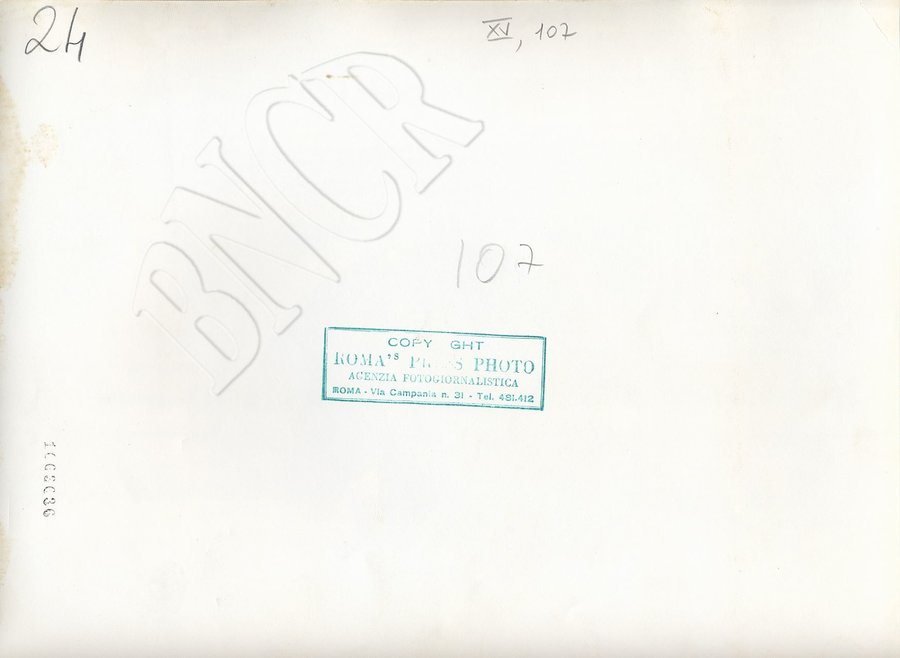 24
XV, 107
BNCR
107
COPY GHT
ROMA'S PR S PHOTO
AGENZIA FOTOGIORNALISTICA
ROMA - Via Campania n. 31 - Tel. 481.412